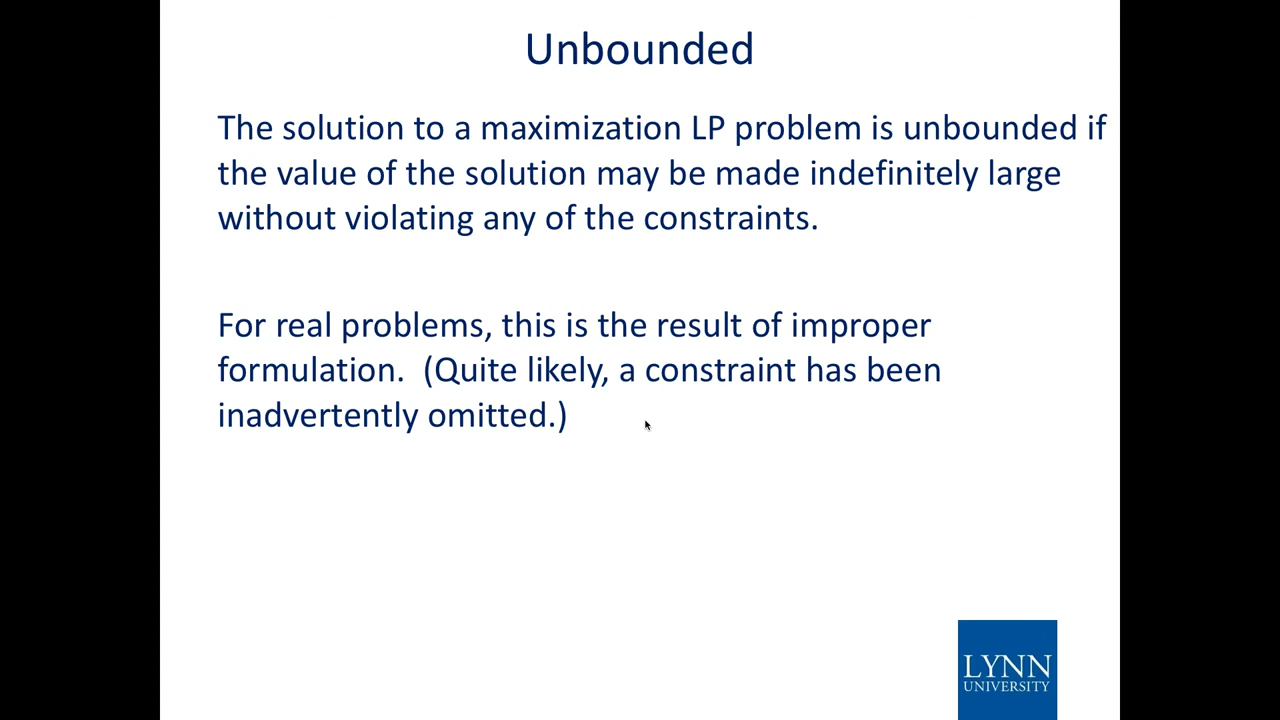 Unbounded
The solution to a maximization LP problem is unbounded if
the value of the solution may be made indefinitely large
without violating any of the constraints.
For real problems, this is the result of improper
formulation.  (Quite likely, a constraint has been
inadvertently omitted.)
LYNN
UNIVERSITY